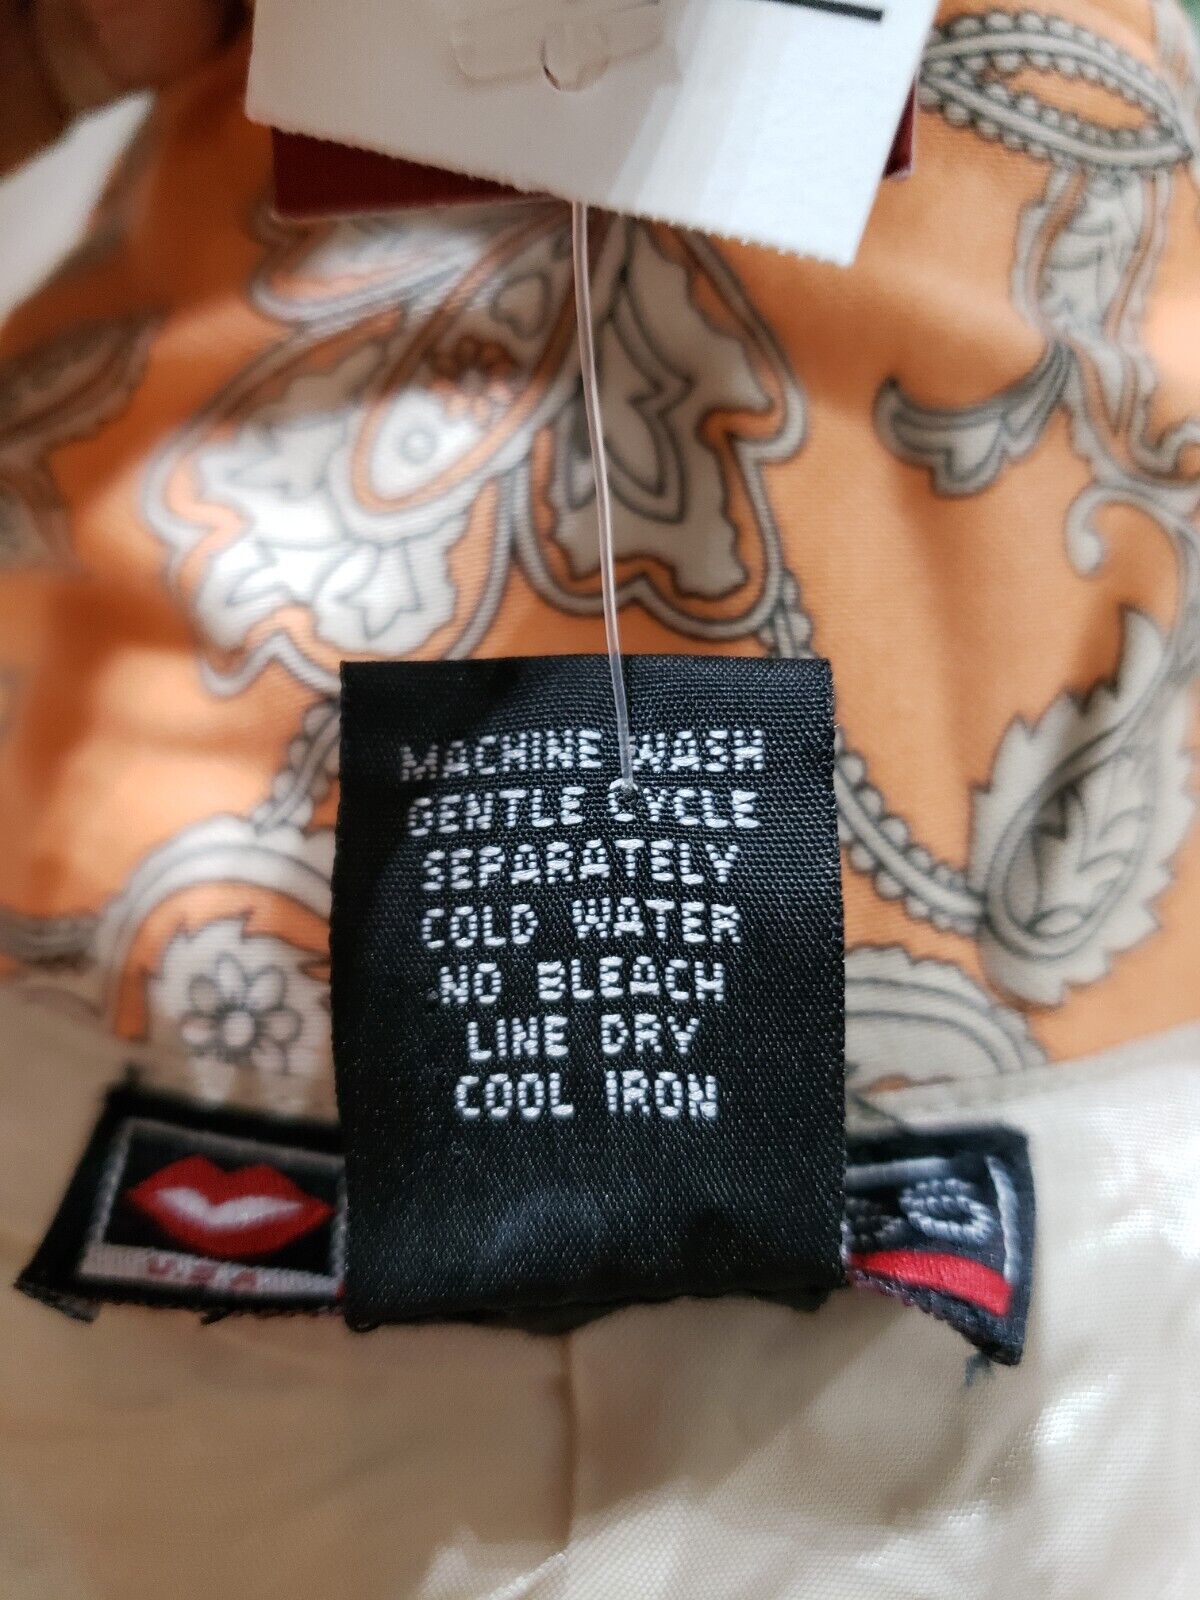 MACHINE WASH
GENTLE CYCLE
SEPARATELY
COLD WATER
NO BLEACH
LINE DRY
COOL IRON
U.S.A